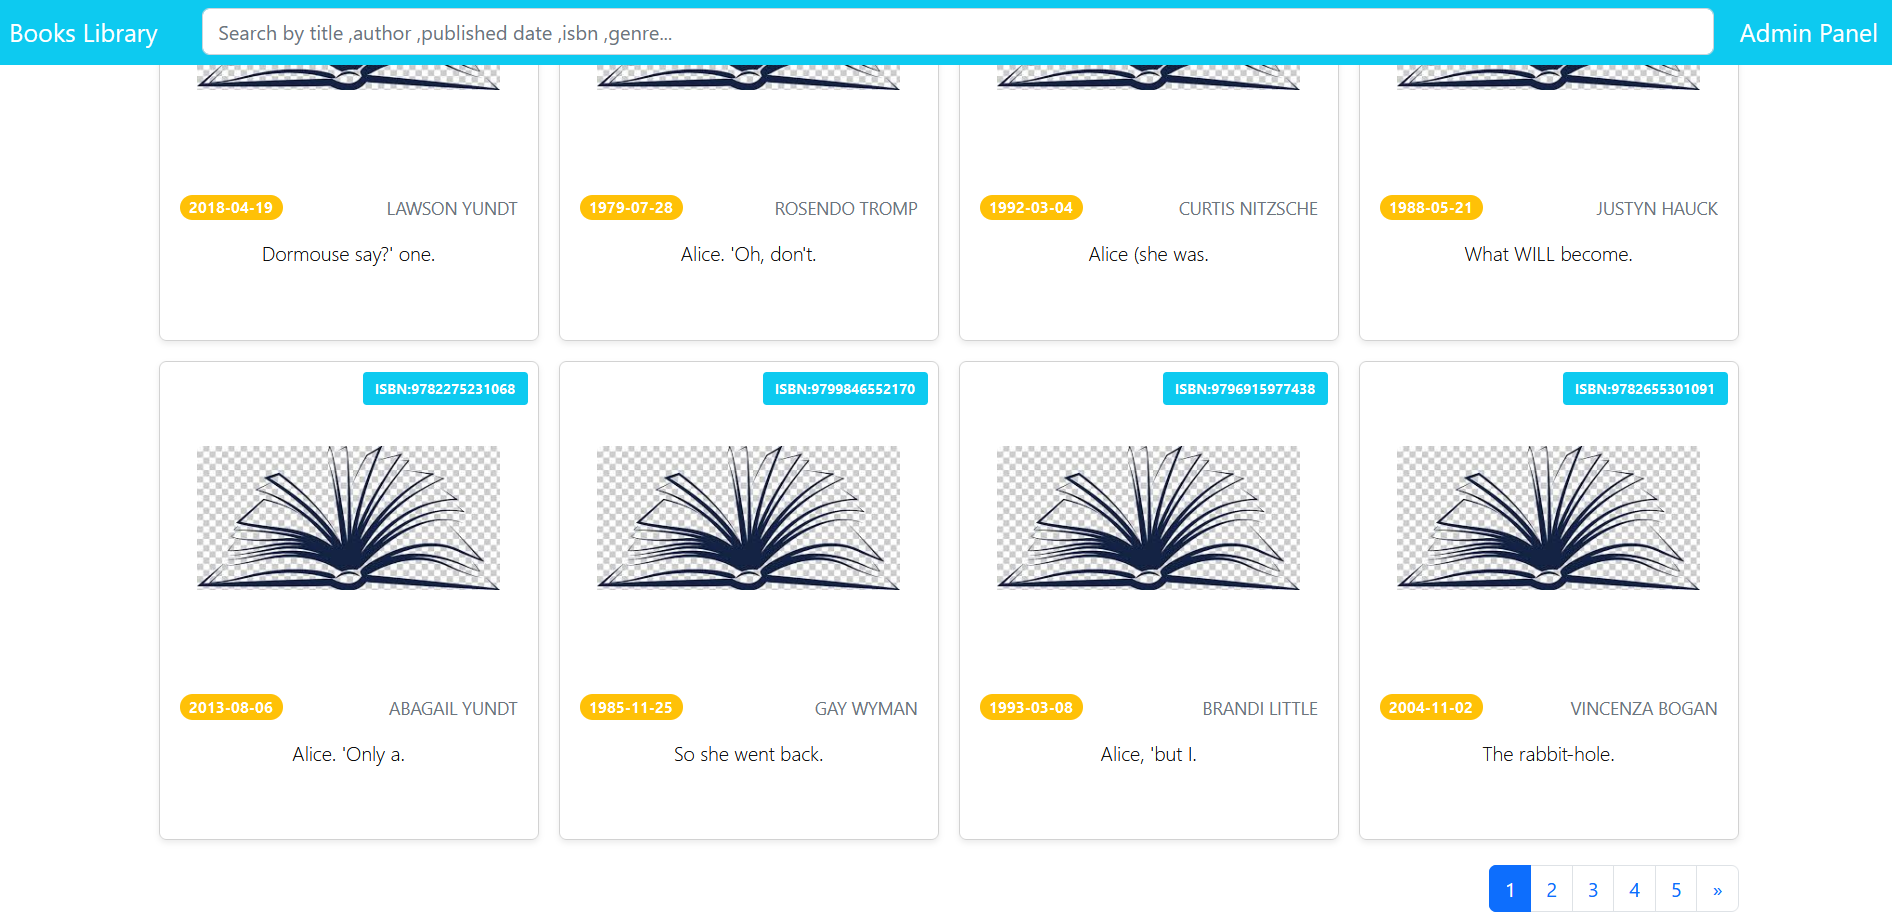 Books Library
Search by title ,author ,published date ,isbn ,genre...
Admin Panel
2018-04-19 LAWSON YUNDT
Dormouse say?' one.
1979-07-28 ROSENDO TROMP
Alice. 'Oh, don't.
1992-03-04 CURTIS NITZSCHE
Alice (she was.
1988-05-21 JUSTYN HAUCK
What WILL become.
ISBN:9782275231068
2013-08-06 ABAGAIL YUNDT
Alice. 'Only a.
ISBN:9799846552170
1985-11-25 GAY WYMAN
So she went back.
ISBN:9796915977438
1993-03-08 BRANDI LITTLE
Alice, 'but I.
ISBN:9782655301091
2004-11-02 VINCENZA BOGAN
The rabbit-hole.
1 2 3 4 5 »